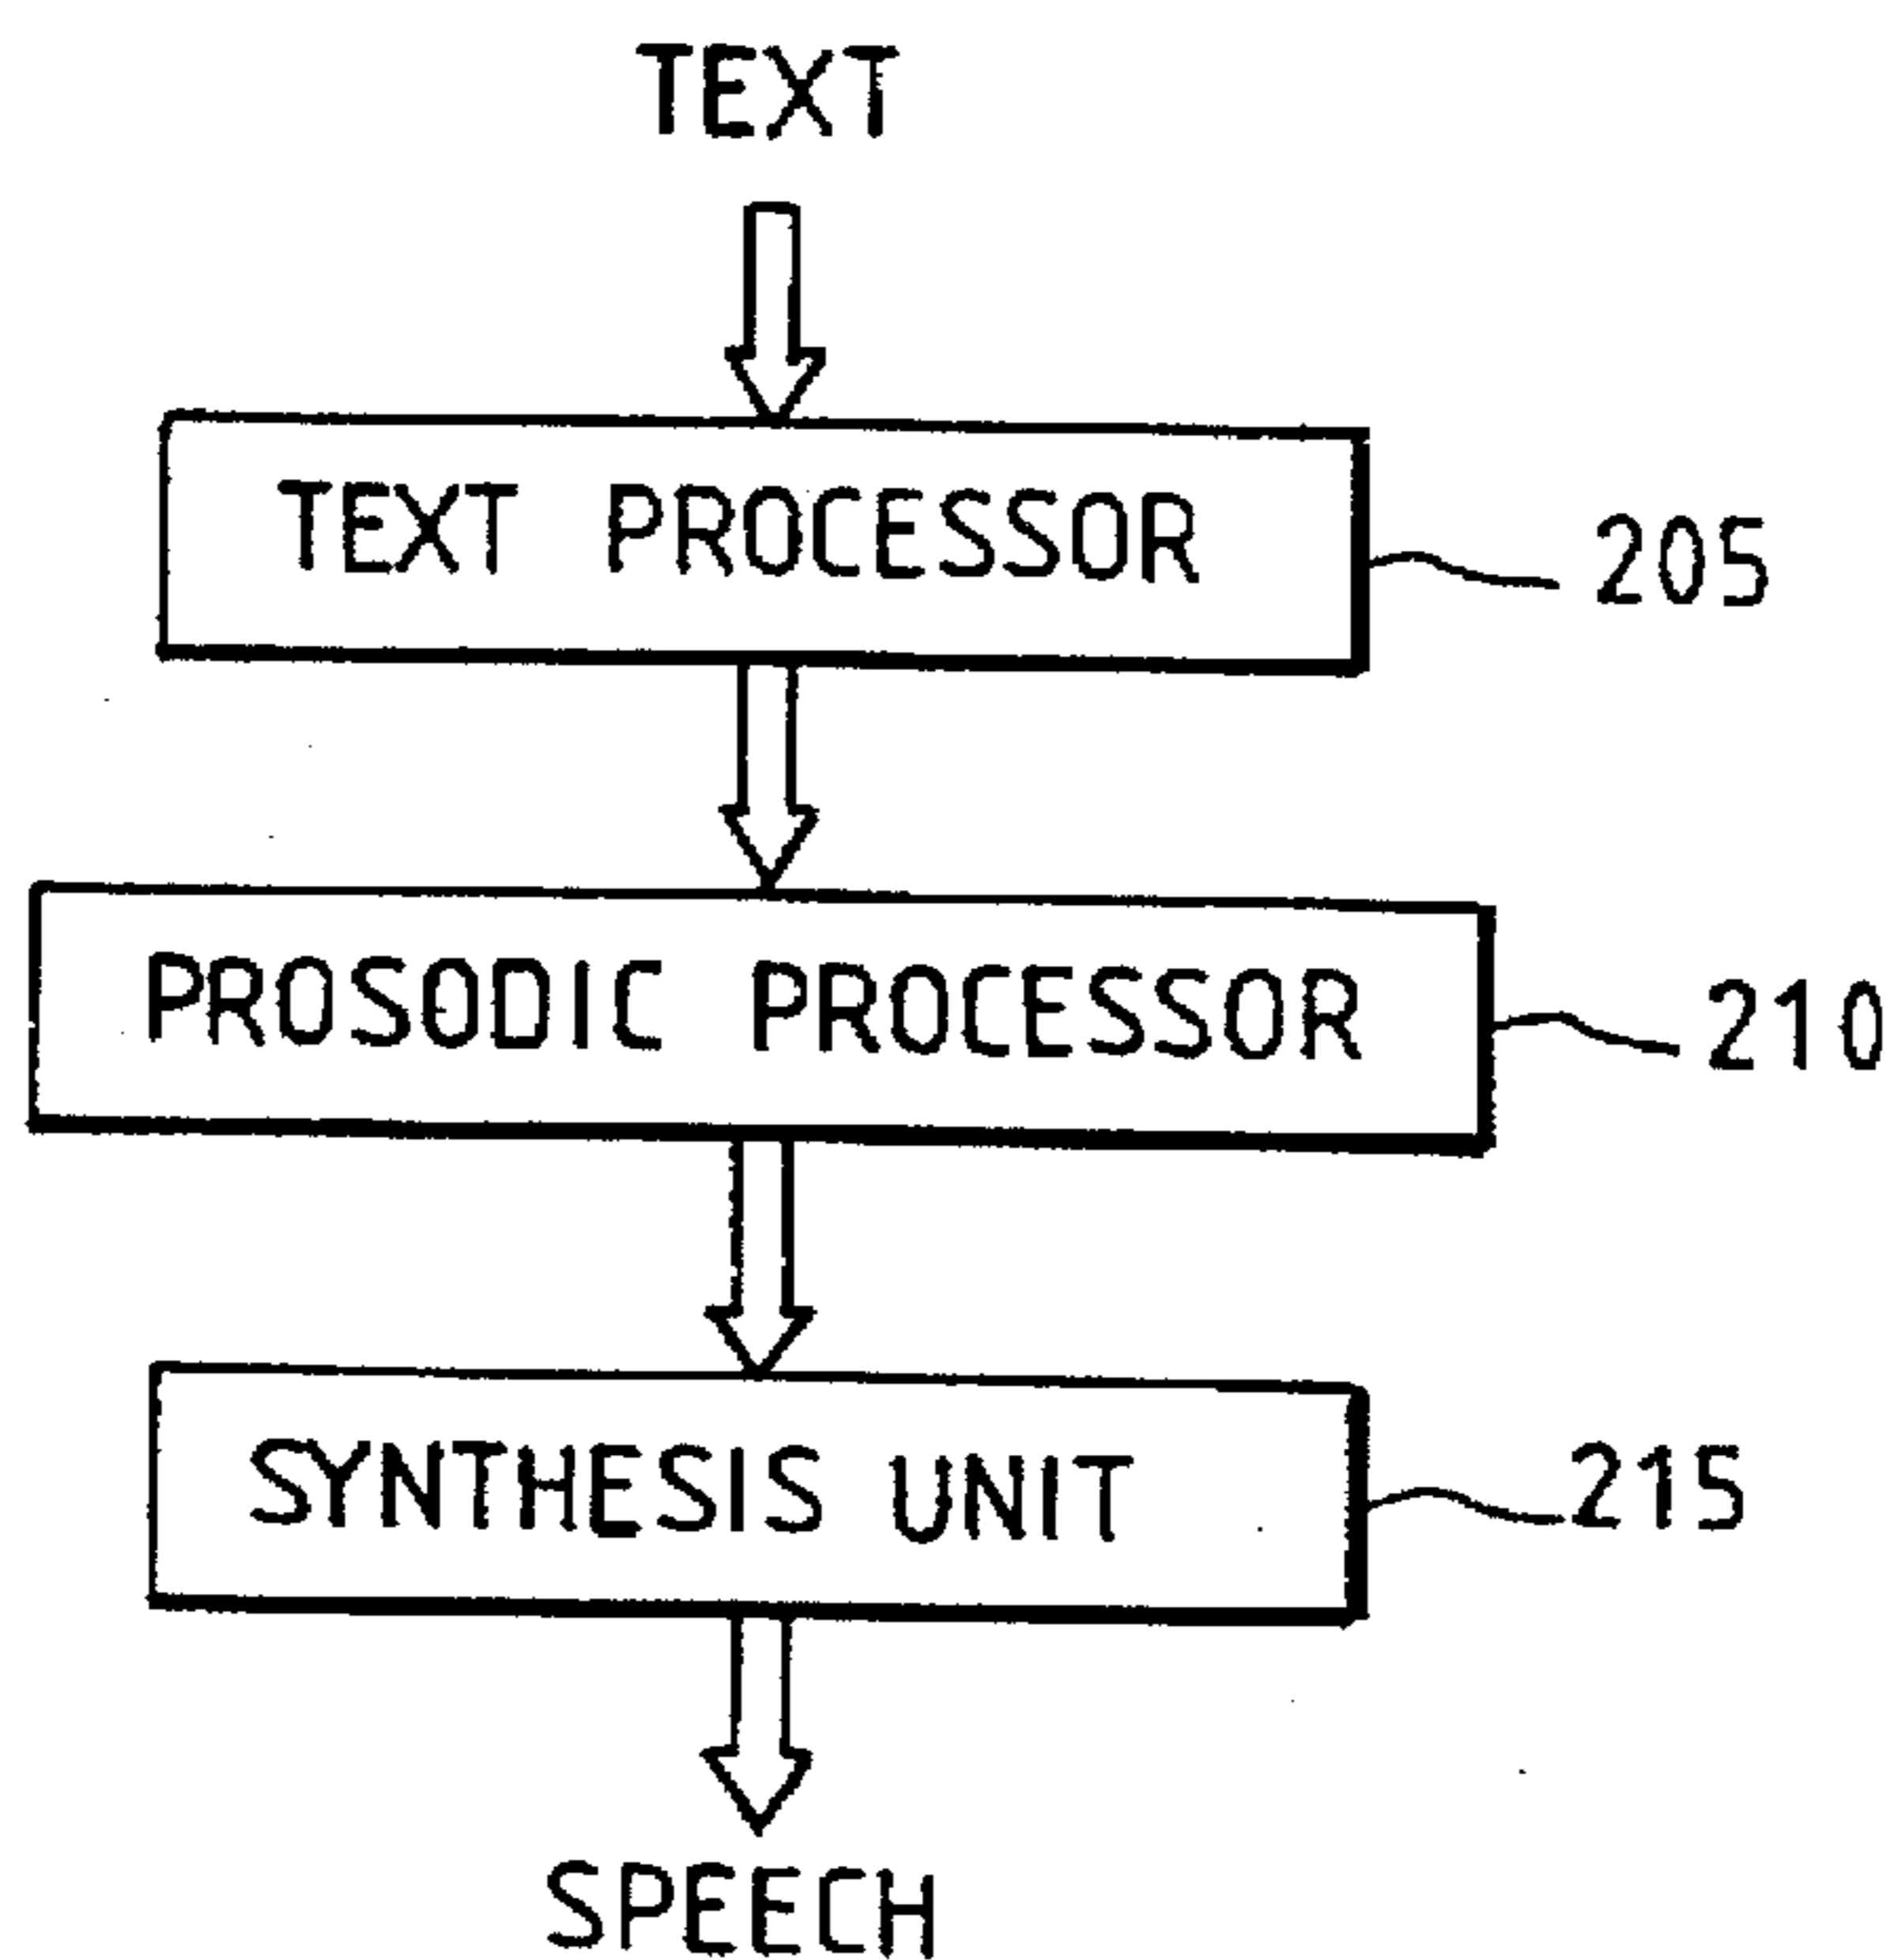 TEXT
TEXT PROCESSOR 205
PROSODIC PROCESSOR 210
SYNTHESIS UNIT 215
SPEECH